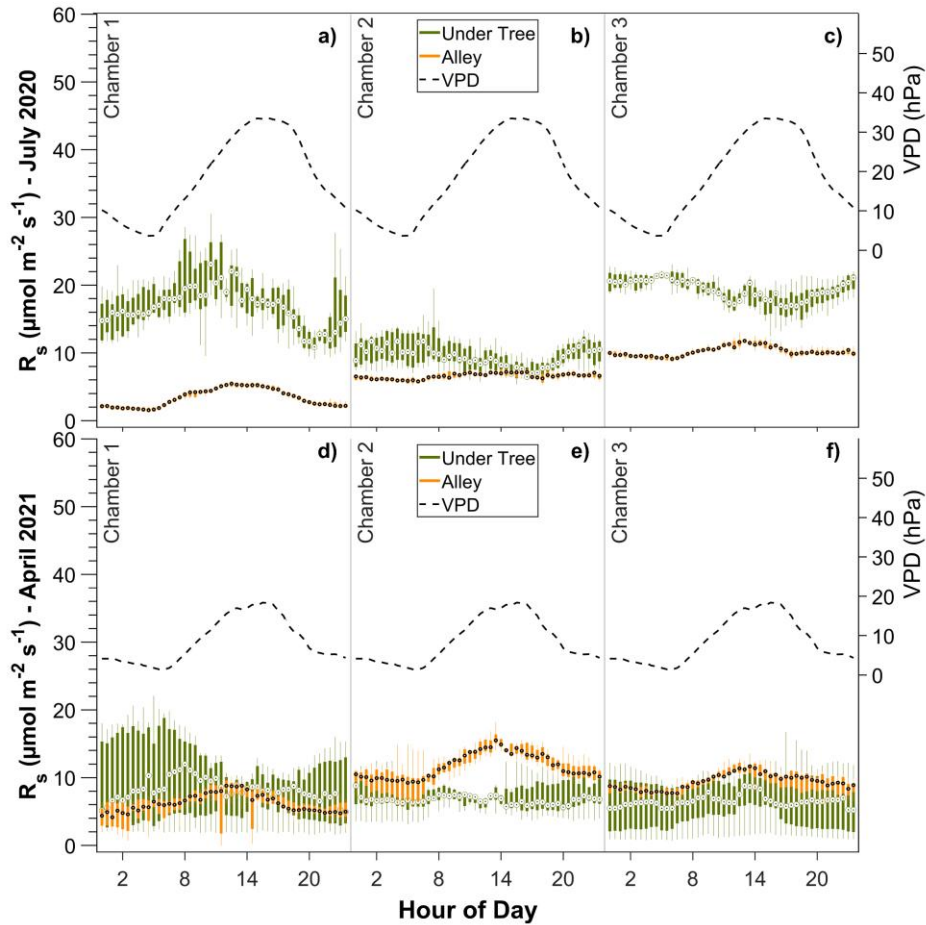 60
50
40
30
20
10
0
R_s (µmol m⁻² s⁻¹) - July 2020
Chamber 1
a)
Chamber 2
b)
Under Tree
Alley
VPD
Chamber 3
c)
50
40
30
20
10
0
VPD (hPa)
60
50
40
30
20
10
0
R_s (µmol m⁻² s⁻¹) - April 2021
Chamber 1
d)
Chamber 2
e)
Under Tree
Alley
VPD
Chamber 3
f)
50
40
30
20
10
0
VPD (hPa)
2 8 14 20 2 8 14 20 2 8 14 20
Hour of Day